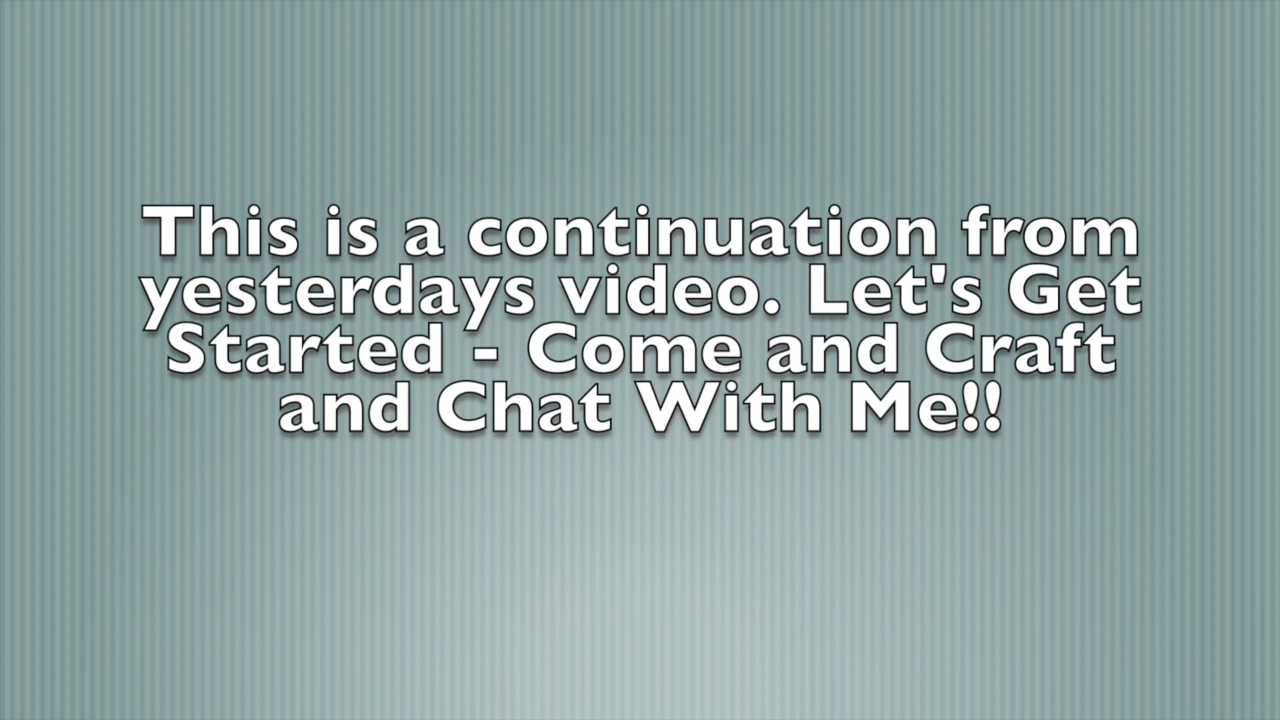 This is a continuation from
yesterdays video. Let's Get
Started - Come and Craft
and Chat With Me!!